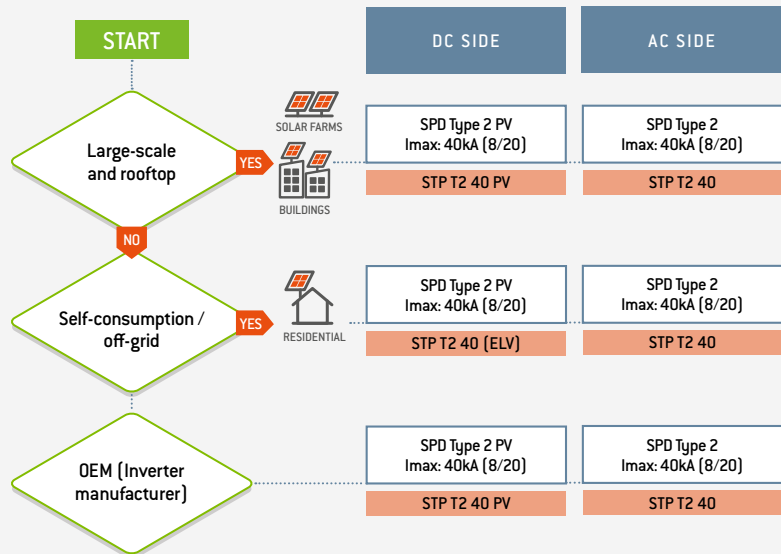 START
DC SIDE
AC SIDE
Large-scale
and rooftop
YES
SOLAR FARMS
BUILDINGS
SPD Type 2 PV
Imax: 40kA (8/20)
STP T2 40 PV
SPD Type 2
Imax: 40kA (8/20)
STP T2 40
NO
Self-consumption /
off-grid
YES
RESIDENTIAL
SPD Type 2 PV
Imax: 40kA (8/20)
STP T2 40 (ELV)
SPD Type 2
Imax: 40kA (8/20)
STP T2 40
OEM (Inverter
manufacturer)
SPD Type 2 PV
Imax: 40kA (8/20)
STP T2 40 PV
SPD Type 2
Imax: 40kA (8/20)
STP T2 40